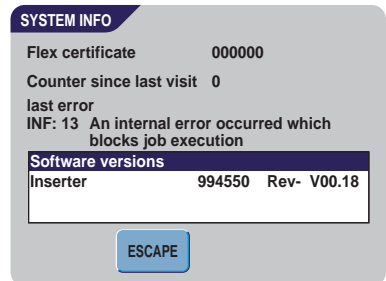 SYSTEM INFO
Flex certificate 000000
Counter since last visit 0
last error
INF: 13 An internal error occurred which
blocks job execution
Software versions
Inserter 994550 Rev- V00.18
ESCAPE